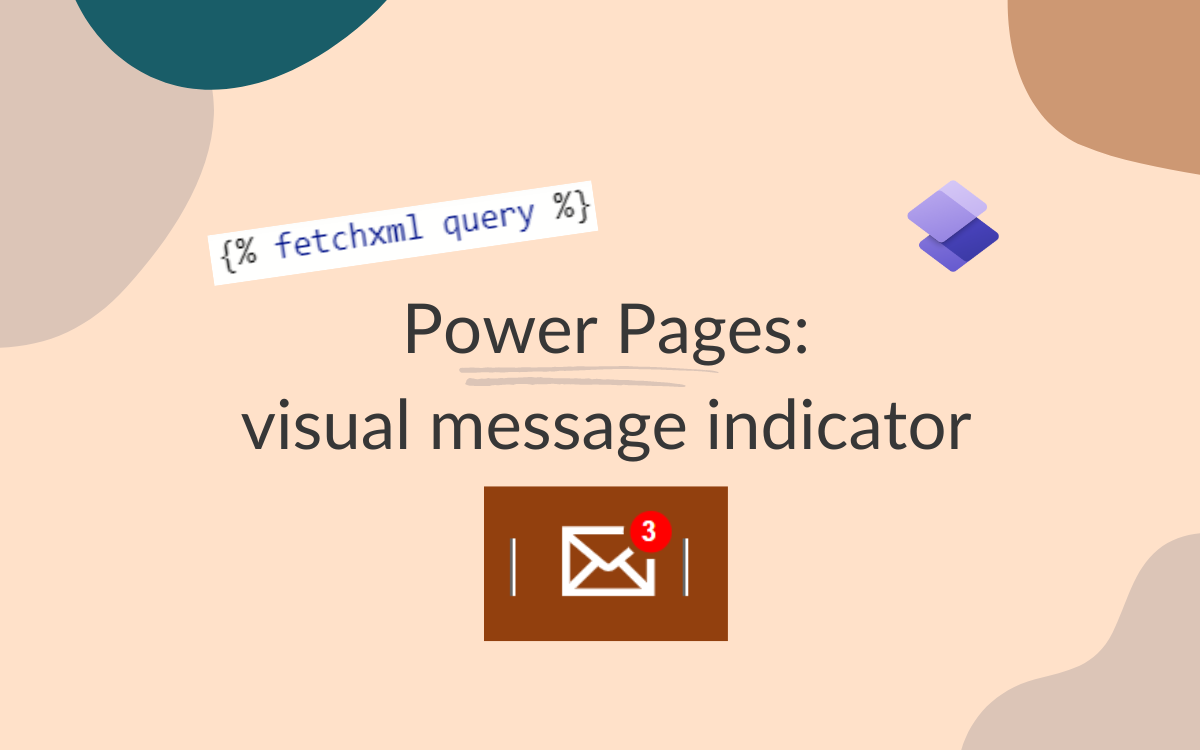 {% fetchxml query %}
Power Pages:
visual message indicator
3